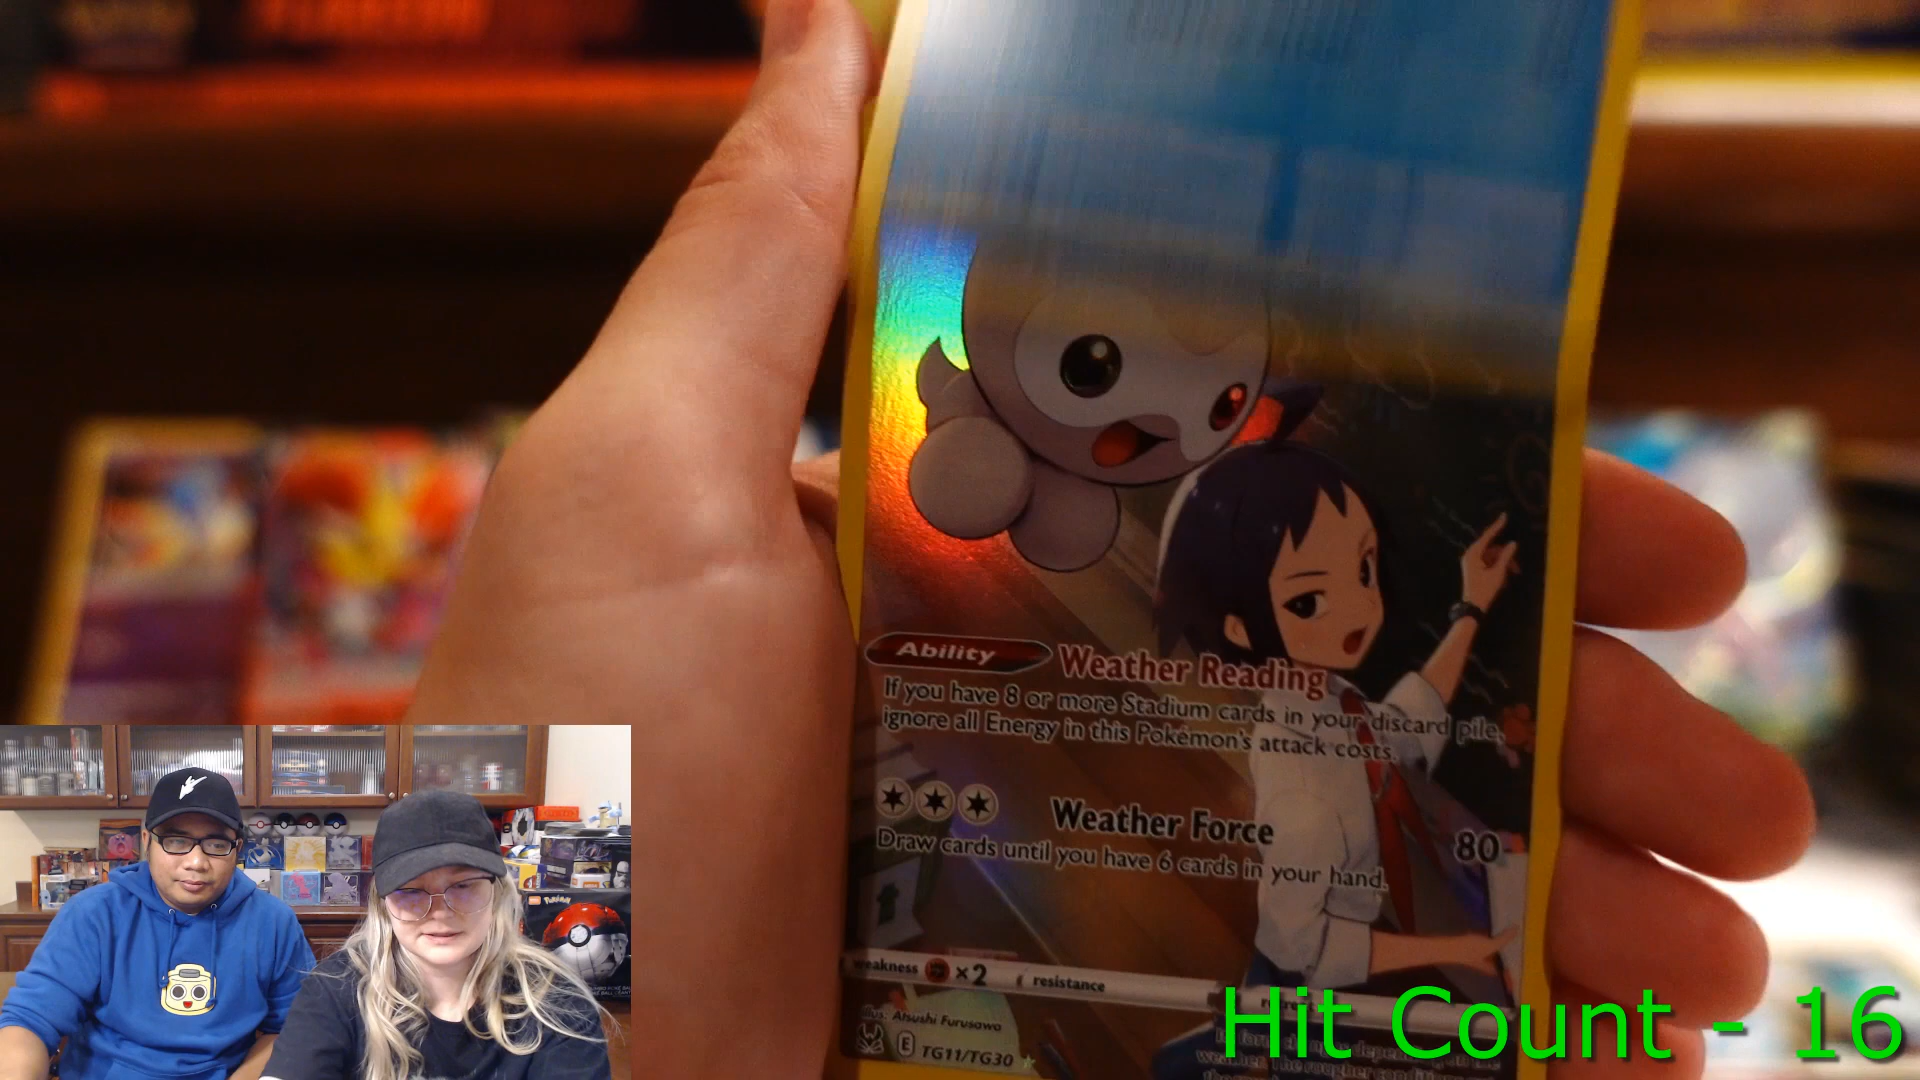 Ability Weather Reading
If you have 8 or more Stadium cards in your discard pile,
ignore all Energy in this Pokémon's attack costs.
Weather Force 80
Draw cards until you have 6 cards in your hand.
weakness ×2 resistance
Illus. Atsushi Furusawa
E TG11/TG30
Hit Count - 16
Pokémon